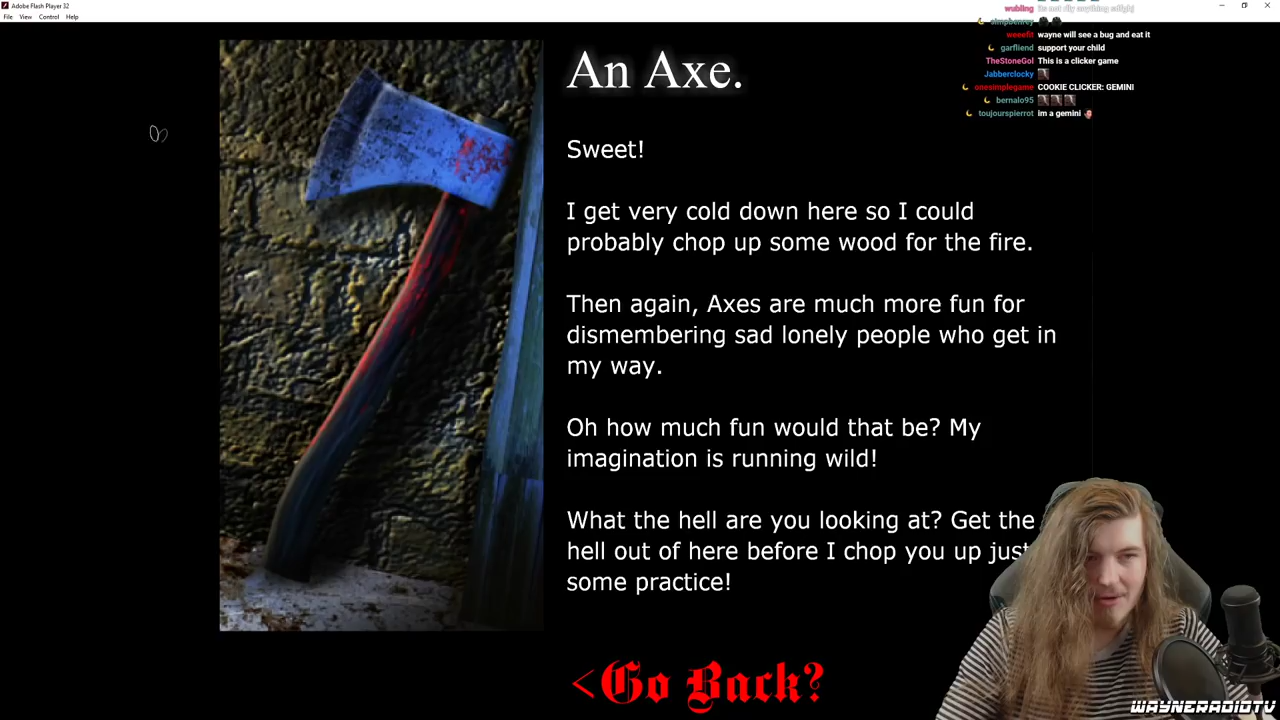 Adobe Flash Player 32
File View Control Help
wubling
simpbenrey
weeefit wayne will see a bug and eat it
garfliend support your child
TheStoneGol This is a clicker game
Jabberclocky
onesimplegame COOKIE CLICKER: GEMINI
bernalo95
toujourspierrot im a gemini
An Axe.
Sweet!
I get very cold down here so I could
probably chop up some wood for the fire.
Then again, Axes are much more fun for
dismembering sad lonely people who get in
my way.
Oh how much fun would that be? My
imagination is running wild!
What the hell are you looking at? Get the
hell out of here before I chop you up just
some practice!
<Go Back?
WAYNERADIOTV